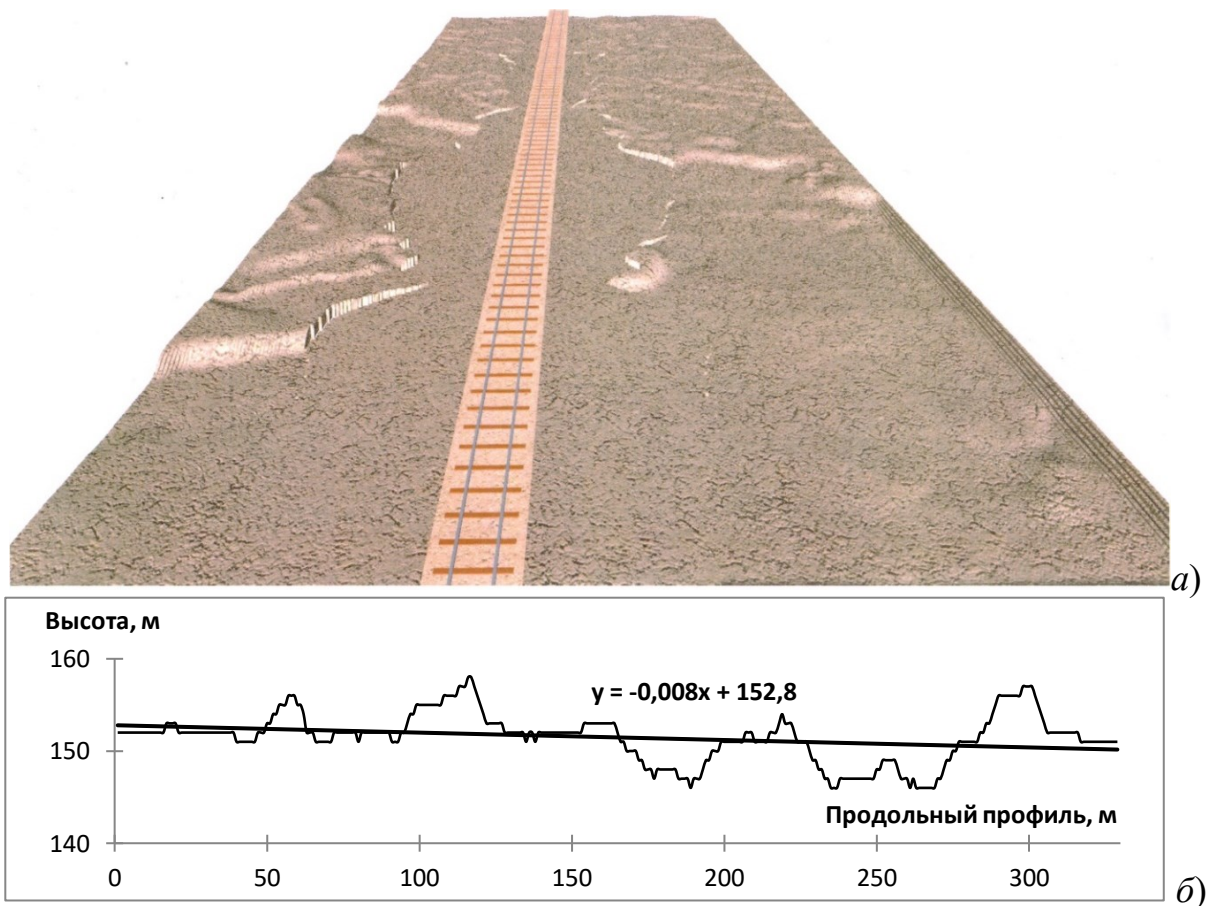 а)
Высота, м
160
y = -0,008x + 152,8
150
Продольный профиль, м
140
0 50 100 150 200 250 300
б)